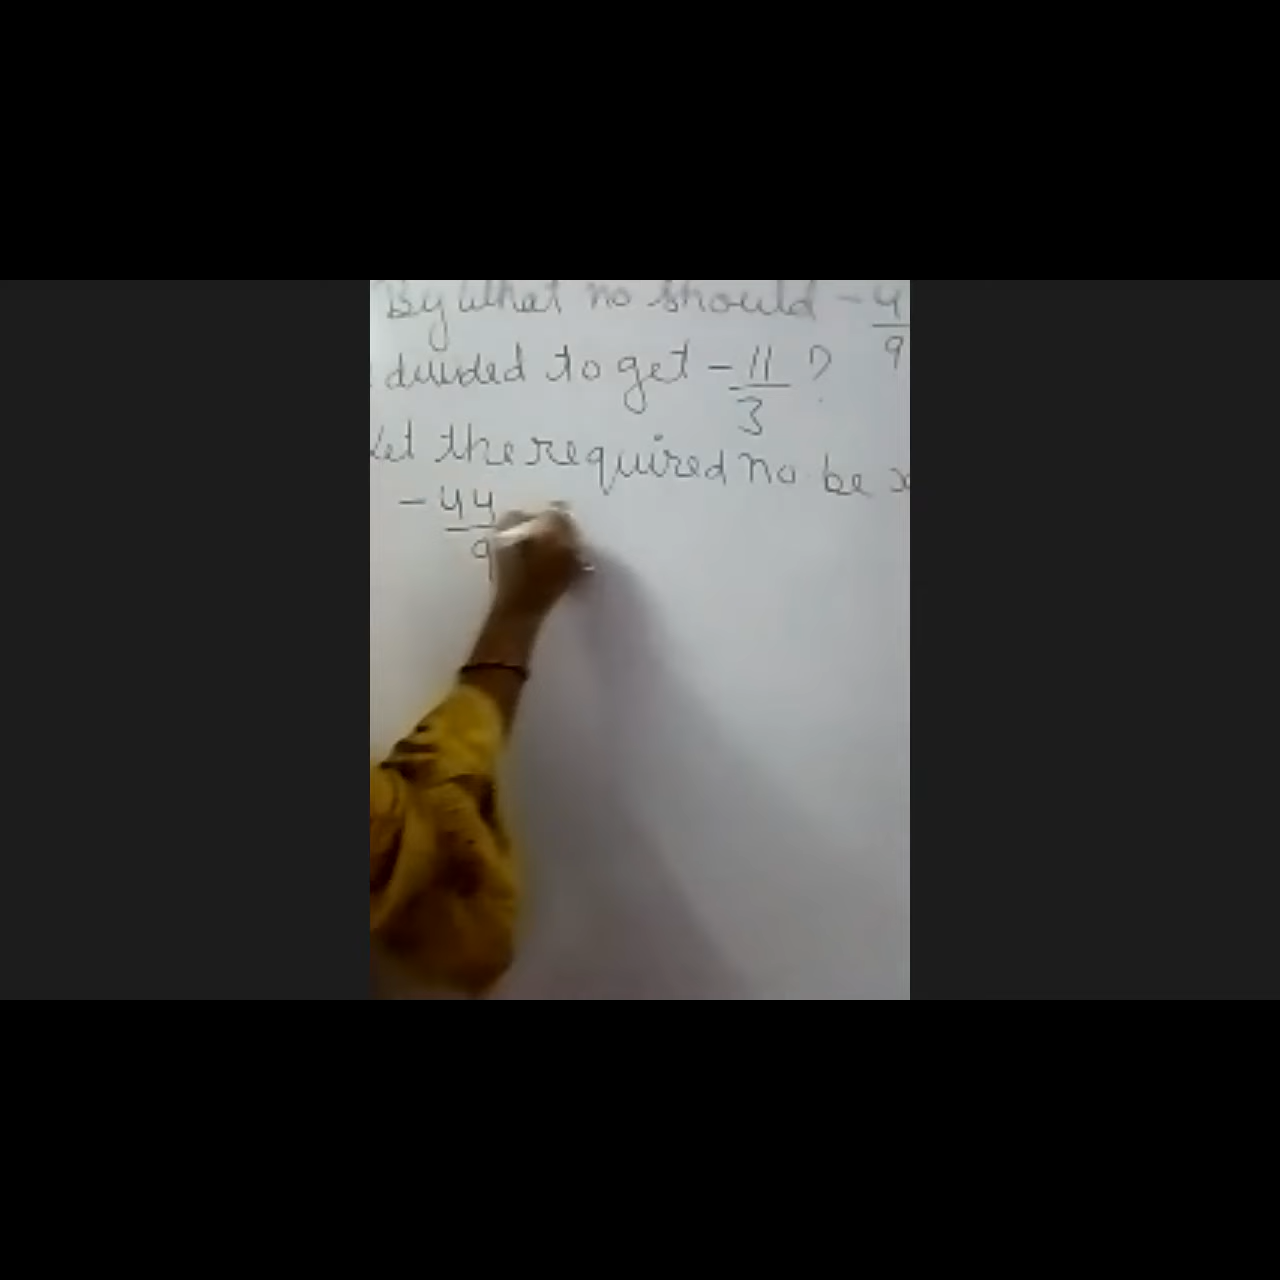 By what no should - 4/9
divided to get - 11/3 ?
Let the required no. be x
- 44/9